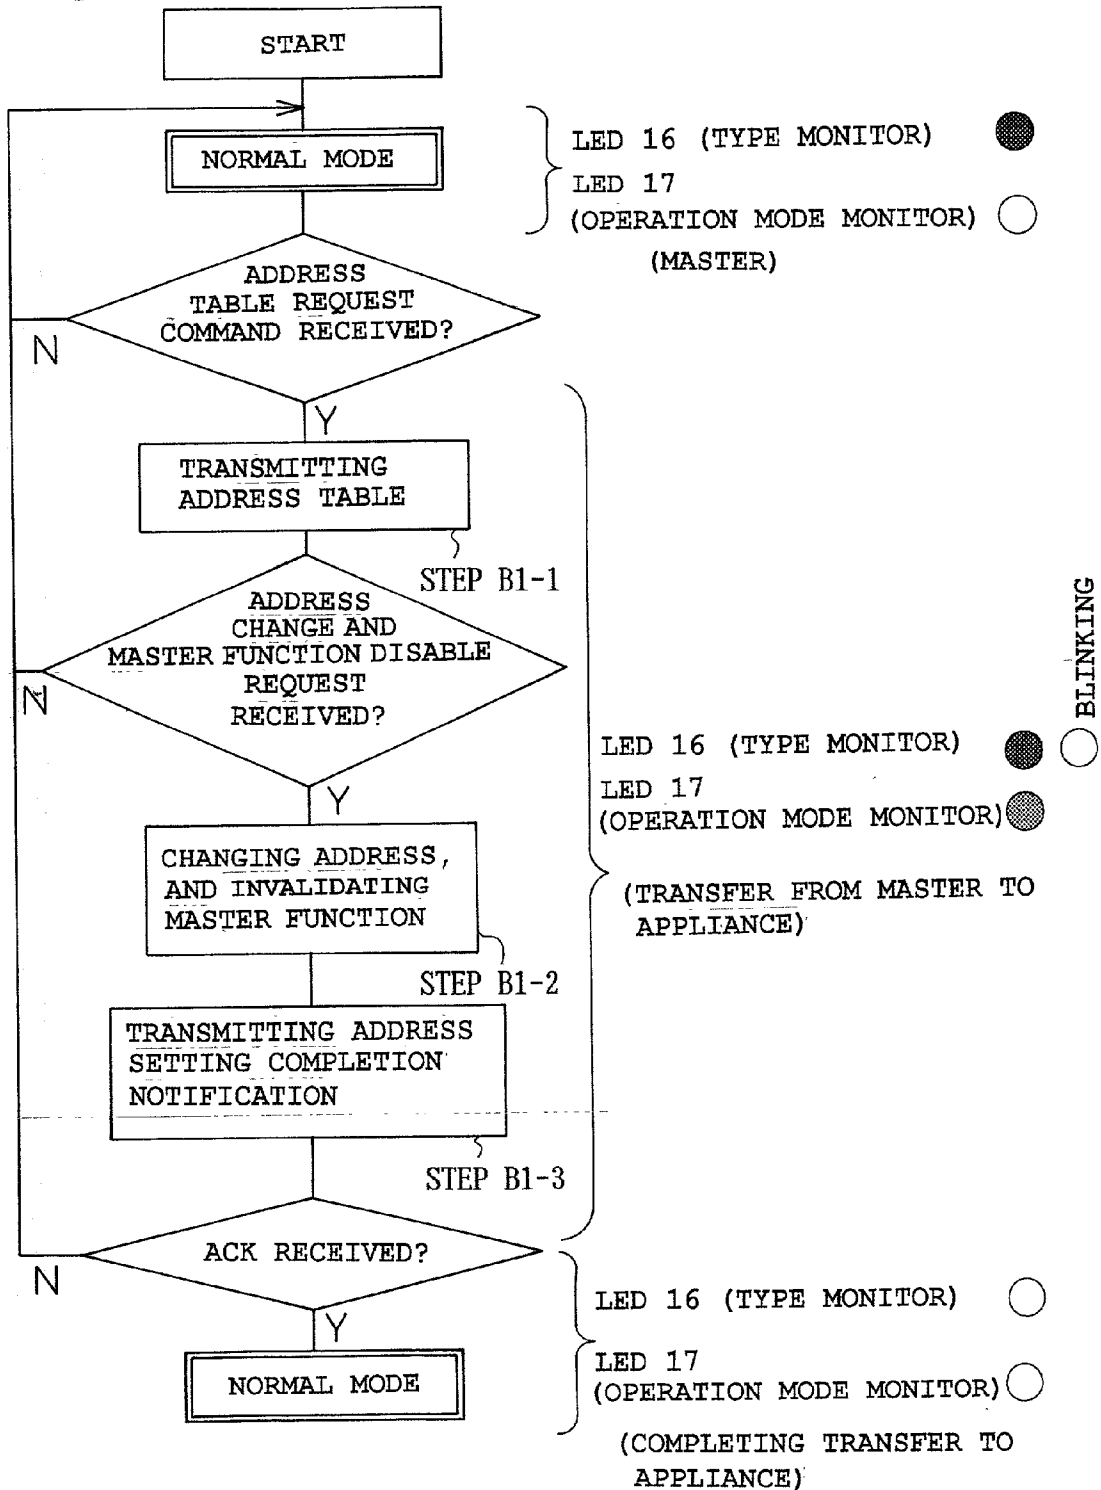 START
NORMAL MODE
LED 16 (TYPE MONITOR)
LED 17
(OPERATION MODE MONITOR)
(MASTER)
ADDRESS
TABLE REQUEST
COMMAND RECEIVED?
N
Y
TRANSMITTING
ADDRESS TABLE
STEP B1-1
ADDRESS
CHANGE AND
MASTER FUNCTION DISABLE
REQUEST
RECEIVED?
N
Y
BLINKING
LED 16 (TYPE MONITOR)
LED 17
(OPERATION MODE MONITOR)
(TRANSFER FROM MASTER TO
APPLIANCE)
CHANGING ADDRESS,
AND INVALIDATING
MASTER FUNCTION
STEP B1-2
TRANSMITTING ADDRESS
SETTING COMPLETION
NOTIFICATION
STEP B1-3
ACK RECEIVED?
N
Y
NORMAL MODE
LED 16 (TYPE MONITOR)
LED 17
(OPERATION MODE MONITOR)
(COMPLETING TRANSFER TO
APPLIANCE)